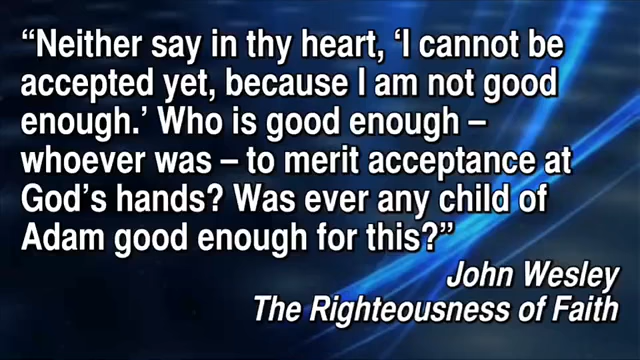 “Neither say in thy heart, ‘I cannot be
accepted yet, because I am not good
enough.’ Who is good enough –
whoever was – to merit acceptance at
God’s hands? Was ever any child of
Adam good enough for this?”
John Wesley
The Righteousness of Faith